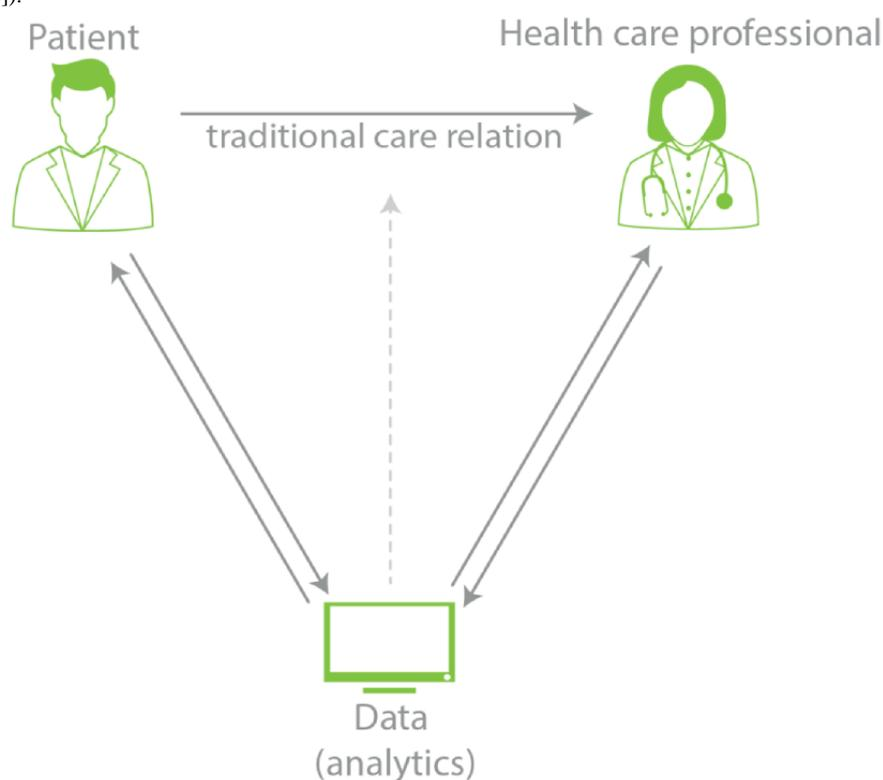 ]).
Patient
Health care professional
traditional care relation
Data
(analytics)